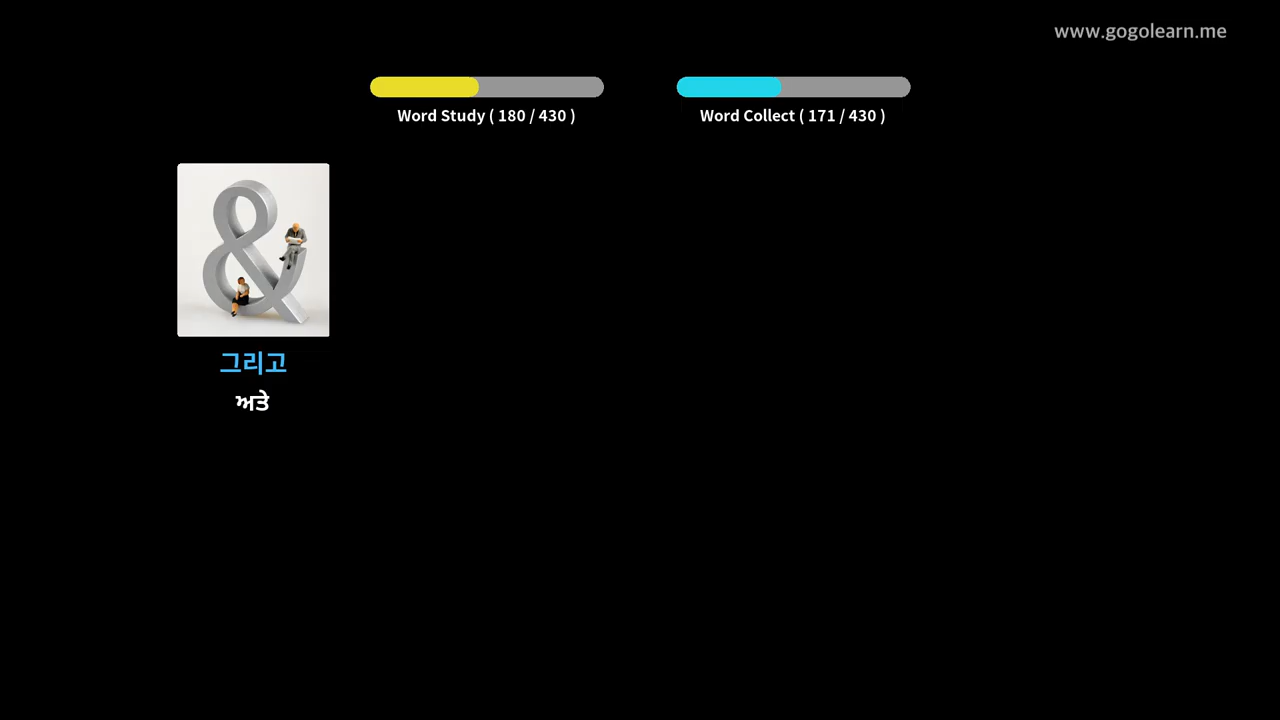 www.gogolearn.me
Word Study ( 180 / 430 )
Word Collect ( 171 / 430 )
&
그리고
ਅਤੇ